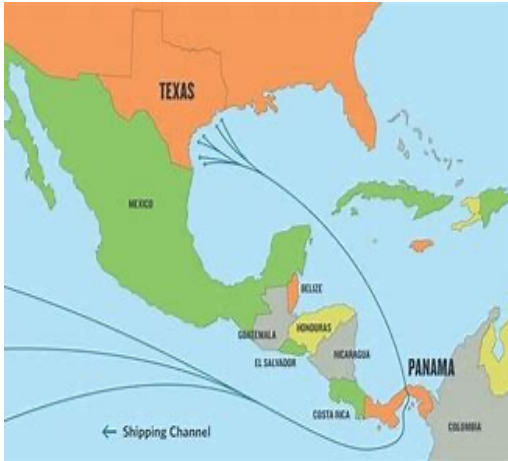 TEXAS
MEXICO
BELIZE
GUATEMALA
HONDURAS
EL SALVADOR
NICARAGUA
PANAMA
COSTA RICA
COLOMBIA
← Shipping Channel